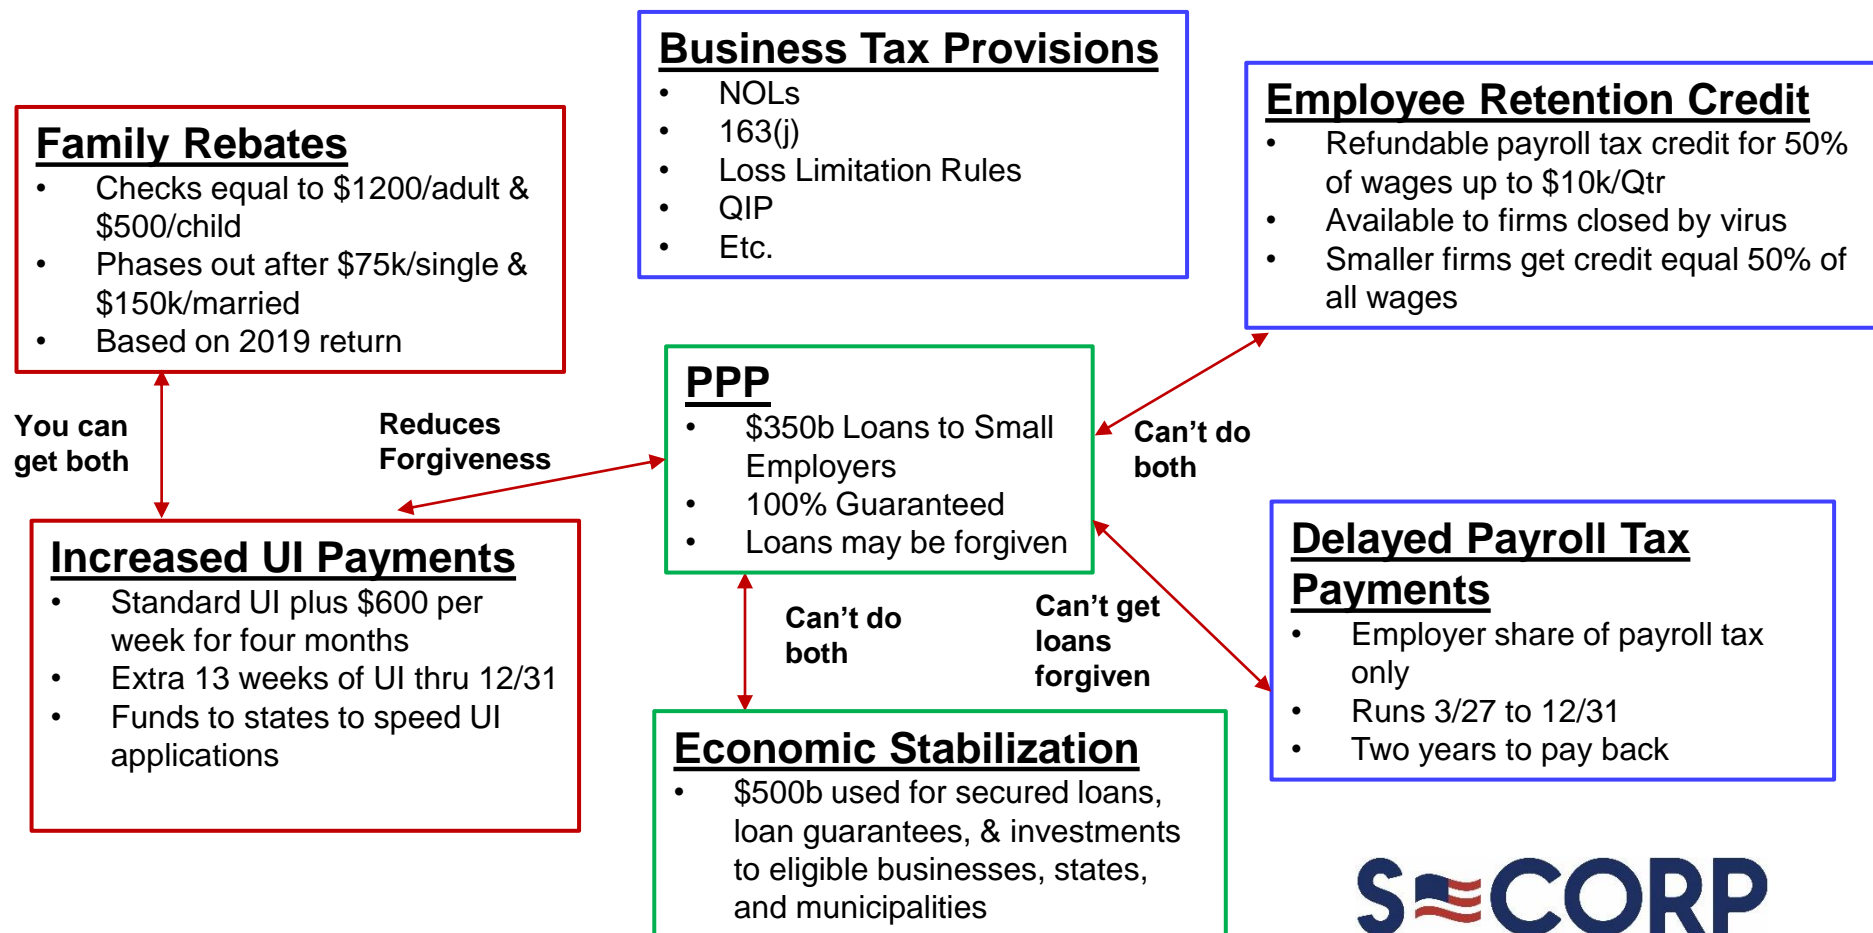 Business Tax Provisions
• NOLs
• 163(j)
• Loss Limitation Rules
• QIP
• Etc.
Employee Retention Credit
• Refundable payroll tax credit for 50%
of wages up to $10k/Qtr
• Available to firms closed by virus
• Smaller firms get credit equal 50% of
all wages
Family Rebates
• Checks equal to $1200/adult &
$500/child
• Phases out after $75k/single &
$150k/married
• Based on 2019 return
PPP
• $350b Loans to Small
Employers
• 100% Guaranteed
• Loans may be forgiven
You can
get both
Reduces
Forgiveness
Can’t do
both
Increased UI Payments
• Standard UI plus $600 per
week for four months
• Extra 13 weeks of UI thru 12/31
• Funds to states to speed UI
applications
Can’t do
both
Can’t get
loans
forgiven
Delayed Payroll Tax
Payments
• Employer share of payroll tax
only
• Runs 3/27 to 12/31
• Two years to pay back
Economic Stabilization
• $500b used for secured loans,
loan guarantees, & investments
to eligible businesses, states,
and municipalities
S CORP